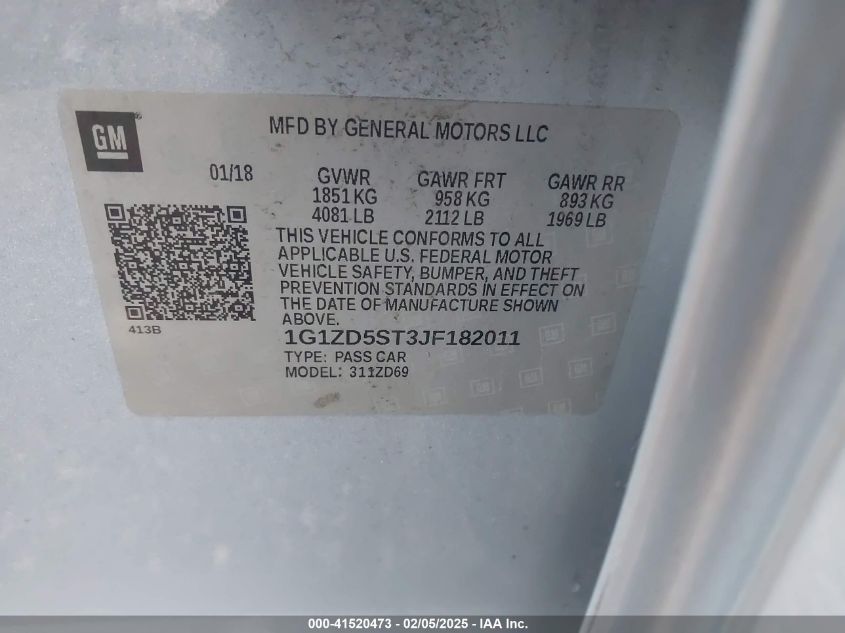 GM
MFD BY GENERAL MOTORS LLC
01/18
GVWR
1851 KG
4081 LB
GAWR FRT
958 KG
2112 LB
GAWR RR
893 KG
1969 LB
THIS VEHICLE CONFORMS TO ALL
APPLICABLE U.S. FEDERAL MOTOR
VEHICLE SAFETY, BUMPER, AND THEFT
PREVENTION STANDARDS IN EFFECT ON
THE DATE OF MANUFACTURE SHOWN
ABOVE.
413B
1G1ZD5ST3JF182011
TYPE: PASS CAR
MODEL: 311ZD69
000-41520473 - 02/05/2025 - IAA Inc.